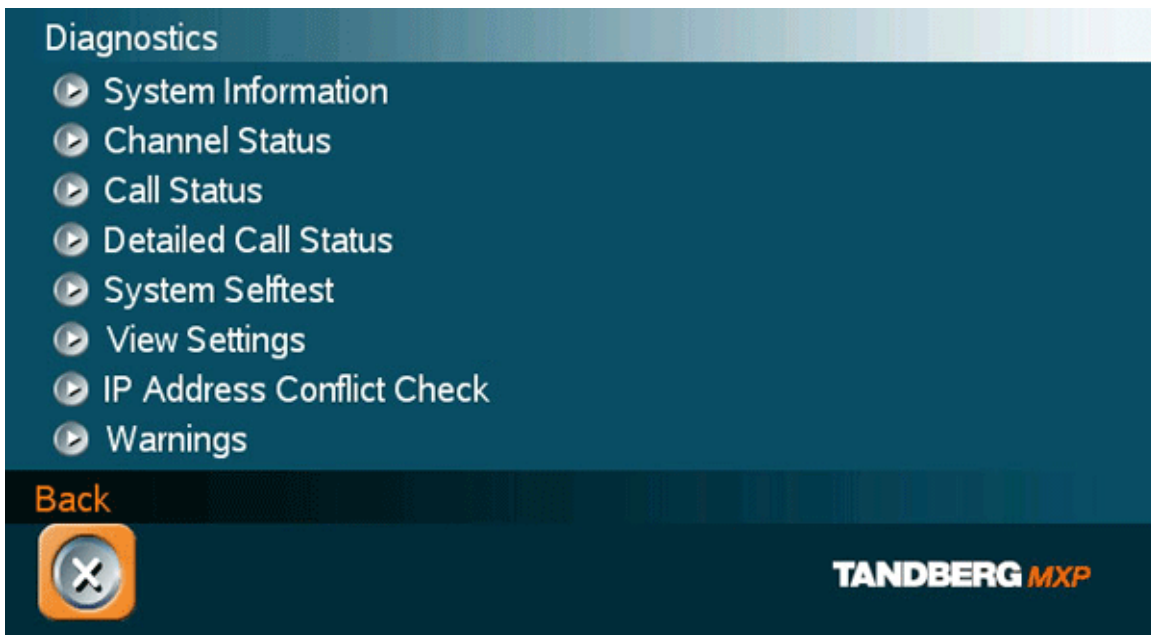 Diagnostics
System Information
Channel Status
Call Status
Detailed Call Status
System Selftest
View Settings
IP Address Conflict Check
Warnings
Back
TANDBERG MXP